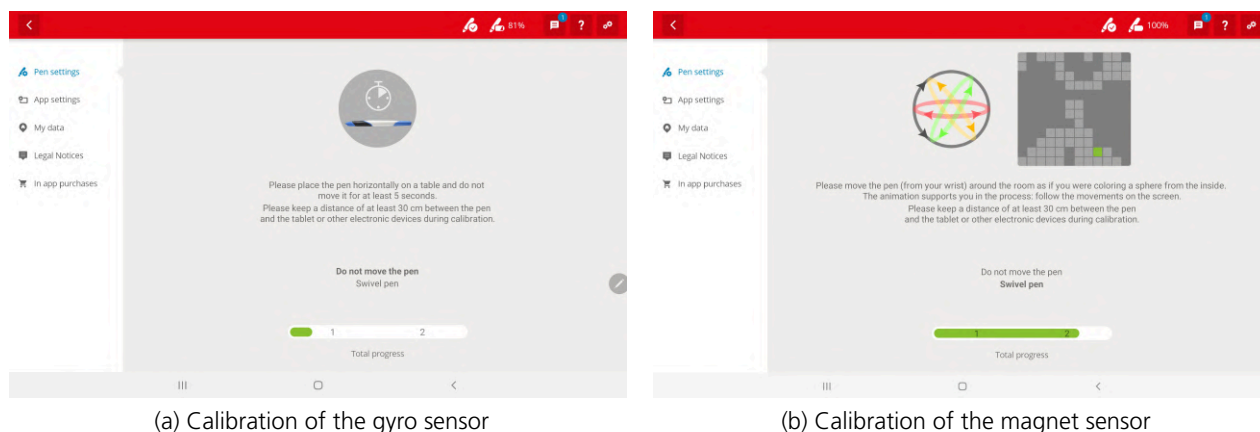 81%
1
?
Pen settings
App settings
My data
Legal Notices
In app purchases
Please place the pen horizontally on a table and do not
move it for at least 5 seconds.
Please keep a distance of at least 30 cm between the pen
and the tablet or other electronic devices during calibration.
Do not move the pen
Swivel pen
1 2
Total progress
(a) Calibration of the gyro sensor
100%
1
?
Pen settings
App settings
My data
Legal Notices
In app purchases
Please move the pen (from your wrist) around the room as if you were coloring a sphere from the inside.
The animation supports you in the process: follow the movements on the screen.
Please keep a distance of at least 30 cm between the pen
and the tablet or other electronic devices during calibration.
Do not move the pen
Swivel pen
1 2
Total progress
(b) Calibration of the magnet sensor